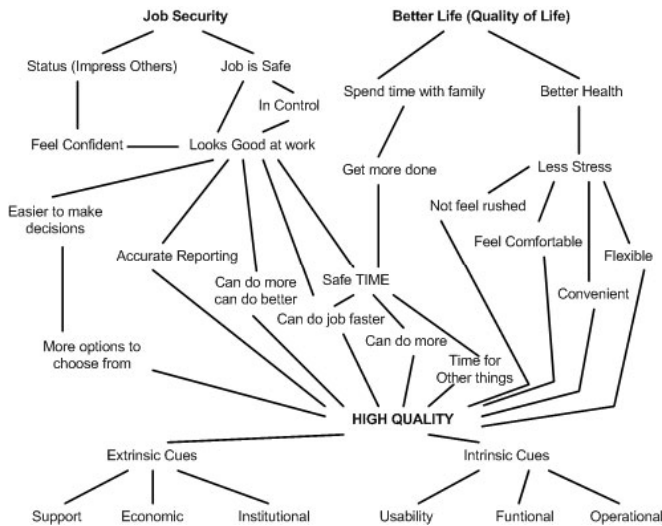 Job Security
Better Life (Quality of Life)
Status (Impress Others)
Job is Safe
Spend time with family
Better Health
In Control
Feel Confident
Looks Good at work
Get more done
Less Stress
Easier to make
decisions
Not feel rushed
Feel Comfortable
Flexible
Accurate Reporting
Safe TIME
Can do more
can do better
Convenient
Can do job faster
Can do more
More options to
choose from
Time for
Other things
HIGH QUALITY
Extrinsic Cues
Intrinsic Cues
Support
Economic
Institutional
Usability
Funtional
Operational